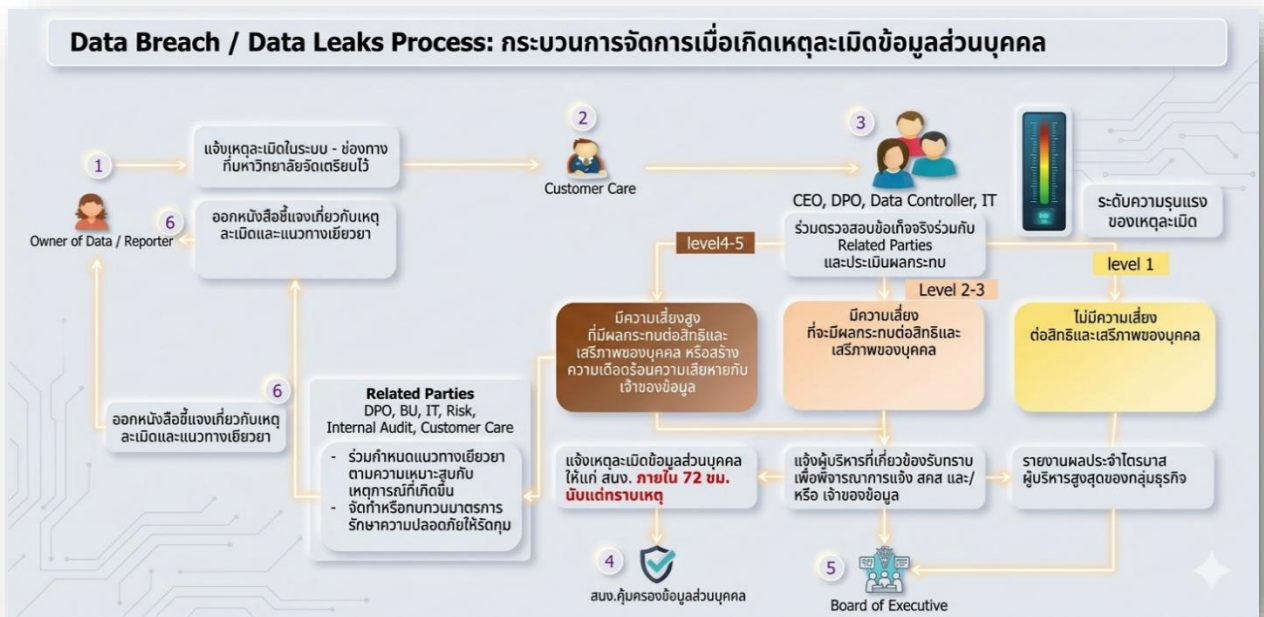 Data Breach / Data Leaks Process: กระบวนการจัดการเมื่อเกิดเหตุละเมิดข้อมูลส่วนบุคคล
1
แจ้งเหตุละเมิดในระบบ - ช่องทาง
ที่มหาวิทยาลัยจัดเตรียมไว้
2
Customer Care
3
CEO, DPO, Data Controller, IT
ระดับความรุนแรง
ของเหตุละเมิด
Owner of Data / Reporter
6
ออกหนังสือชี้แจงเกี่ยวกับเหตุ
ละเมิดและแนวทางเยียวยา
level4-5
ร่วมตรวจสอบข้อเท็จจริงร่วมกับ
Related Parties
และประเมินผลกระทบ
level 1
Level 2-3
มีความเสี่ยงสูง
ที่มีผลกระทบต่อสิทธิและ
เสรีภาพของบุคคล หรือสร้าง
ความเดือดร้อนความเสียหายกับ
เจ้าของข้อมูล
มีความเสี่ยง
ที่จะมีผลกระทบต่อสิทธิและ
เสรีภาพของบุคคล
ไม่มีความเสี่ยง
ต่อสิทธิและเสรีภาพของบุคคล
6
ออกหนังสือชี้แจงเกี่ยวกับเหตุ
ละเมิดและแนวทางเยียวยา
Related Parties
DPO, BU, IT, Risk,
Internal Audit, Customer Care
- ร่วมกำหนดแนวทางเยียวยา
ตามความเหมาะสมกับ
เหตุการณ์ที่เกิดขึ้น
- จัดทำหรือทบทวนมาตรการ
รักษาความปลอดภัยให้รัดกุม
แจ้งเหตุละเมิดข้อมูลส่วนบุคคล
ให้แก่ สนง. ภายใน 72 ชม.
นับแต่ทราบเหตุ
แจ้งผู้บริหารที่เกี่ยวข้องรับทราบ
เพื่อพิจารณาการแจ้ง สคส และ/
หรือ เจ้าของข้อมูล
รายงานผลประจำไตรมาส
ผู้บริหารสูงสุดของกลุ่มธุรกิจ
4
สนง.คุ้มครองข้อมูลส่วนบุคคล
5
Board of Executive